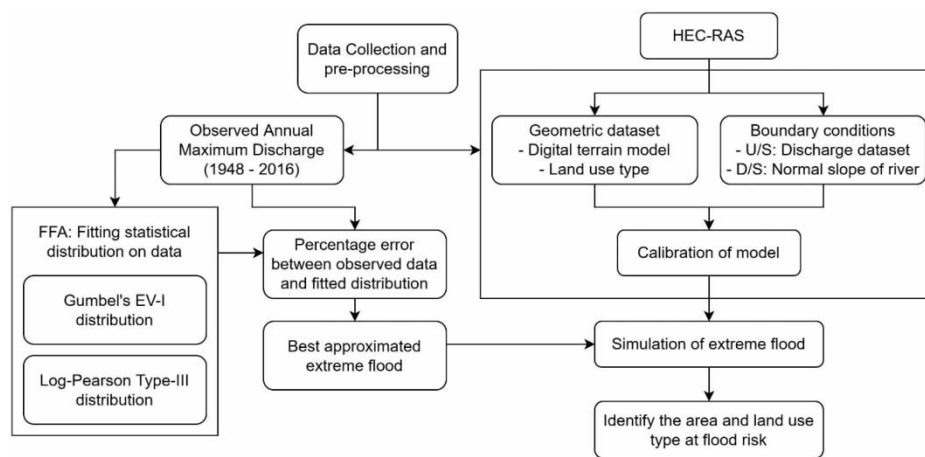 Data Collection and
pre-processing
HEC-RAS
Observed Annual
Maximum Discharge
(1948 - 2016)
Geometric dataset
- Digital terrain model
- Land use type
Boundary conditions
- U/S: Discharge dataset
- D/S: Normal slope of river
FFA: Fitting statistical
distribution on data
Gumbel's EV-I
distribution
Log-Pearson Type-III
distribution
Percentage error
between observed data
and fitted distribution
Calibration of model
Best approximated
extreme flood
Simulation of extreme flood
Identify the area and land use
type at flood risk